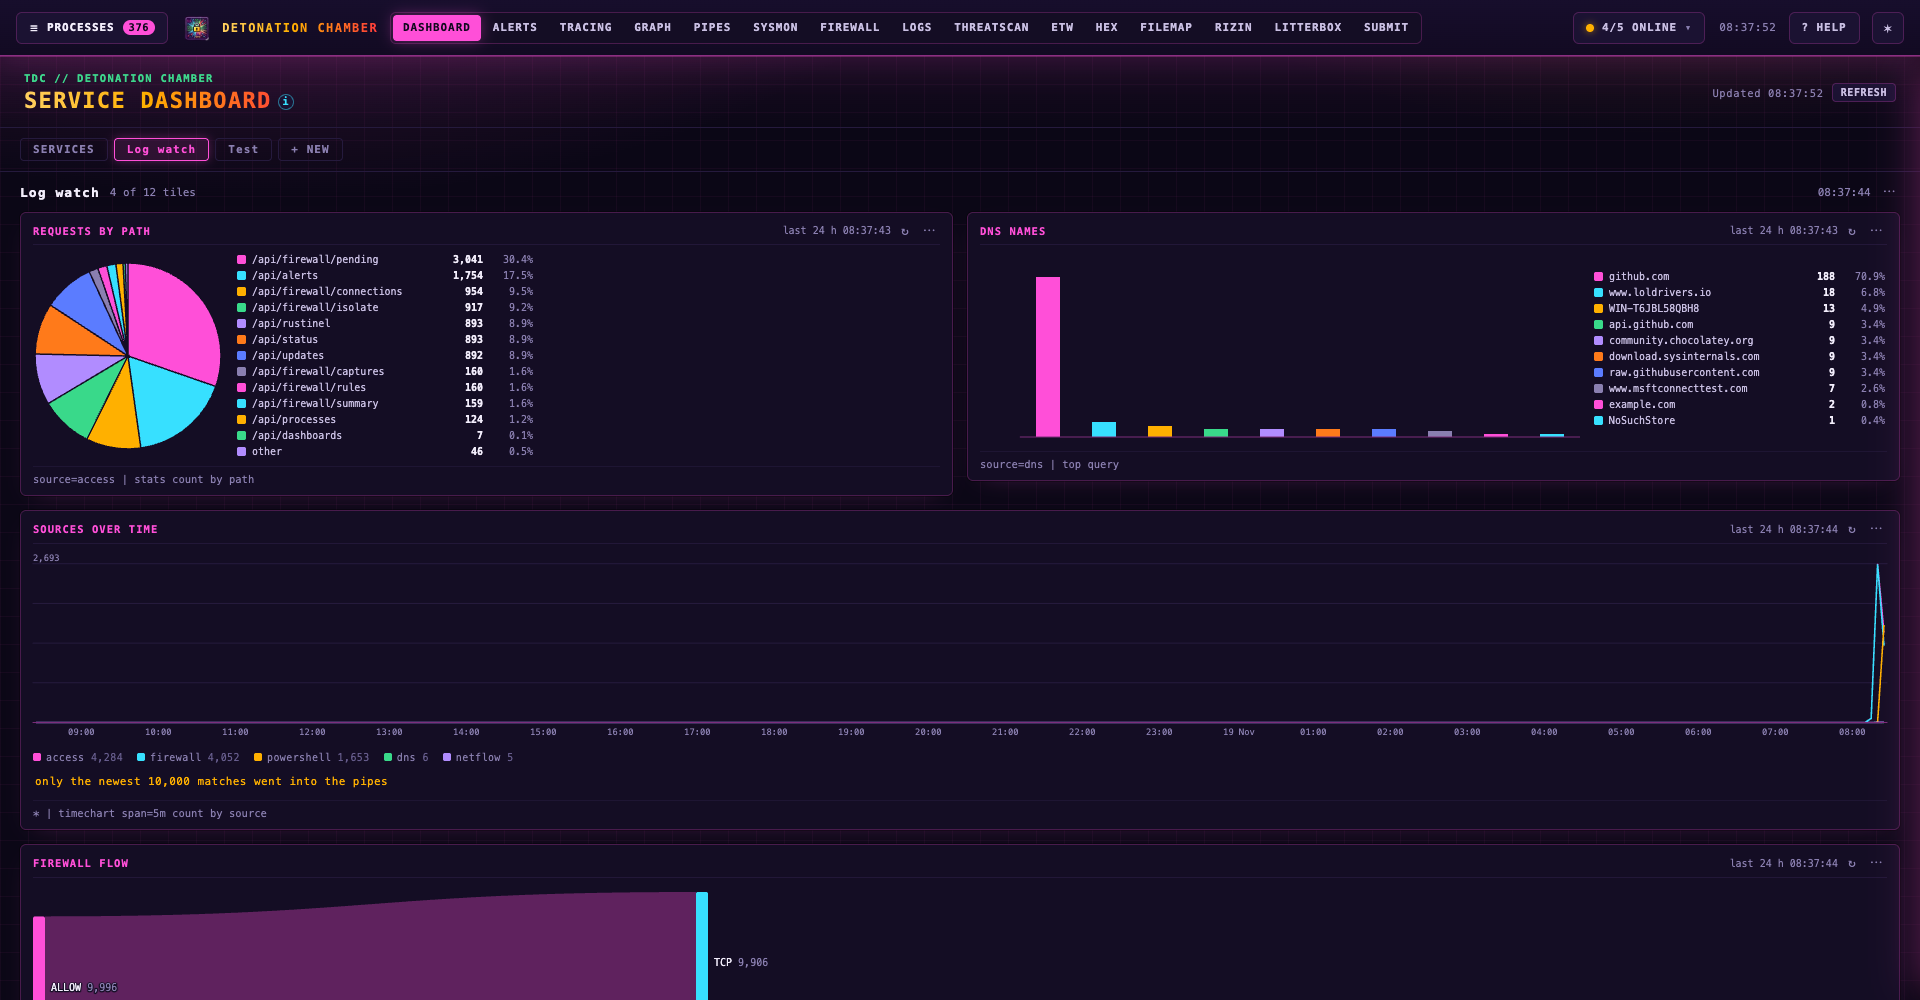 ≡ PROCESSES 376
DETONATION CHAMBER
DASHBOARD ALERTS TRACING GRAPH PIPES SYSMON FIREWALL LOGS THREATSCAN ETW HEX FILEMAP RIZIN LITTERBOX SUBMIT
4/5 ONLINE ▾
08:37:52
? HELP
TDC // DETONATION CHAMBER
SERVICE DASHBOARD i
Updated 08:37:52 REFRESH
SERVICES Log watch Test + NEW
Log watch 4 of 12 tiles
08:37:44 ...
REQUESTS BY PATH
last 24 h 08:37:43 ↻ ...
/api/firewall/pending 3,041 30.4%
/api/alerts 1,754 17.5%
/api/firewall/connections 954 9.5%
/api/firewall/isolate 917 9.2%
/api/rustinel 893 8.9%
/api/status 893 8.9%
/api/updates 892 8.9%
/api/firewall/captures 160 1.6%
/api/firewall/rules 160 1.6%
/api/firewall/summary 159 1.6%
/api/processes 124 1.2%
/api/dashboards 7 0.1%
other 46 0.5%
source=access | stats count by path
DNS NAMES
last 24 h 08:37:43 ↻ ...
github.com 188 70.9%
www.loldrivers.io 18 6.8%
WIN-T6JBL58QBH8 13 4.9%
api.github.com 9 3.4%
community.chocolatey.org 9 3.4%
download.sysinternals.com 9 3.4%
raw.githubusercontent.com 9 3.4%
www.msftconnecttest.com 7 2.6%
example.com 2 0.8%
NoSuchStore 1 0.4%
source=dns | top query
SOURCES OVER TIME
last 24 h 08:37:44 ↻ ...
2,693
09:00 10:00 11:00 12:00 13:00 14:00 15:00 16:00 17:00 18:00 19:00 20:00 21:00 22:00 23:00 19 Nov 01:00 02:00 03:00 04:00 05:00 06:00 07:00 08:00
access 4,284 firewall 4,052 powershell 1,653 dns 6 netflow 5
only the newest 10,000 matches went into the pipes
* | timechart span=5m count by source
FIREWALL FLOW
last 24 h 08:37:44 ↻ ...
TCP 9,906
ALLOW 9,996